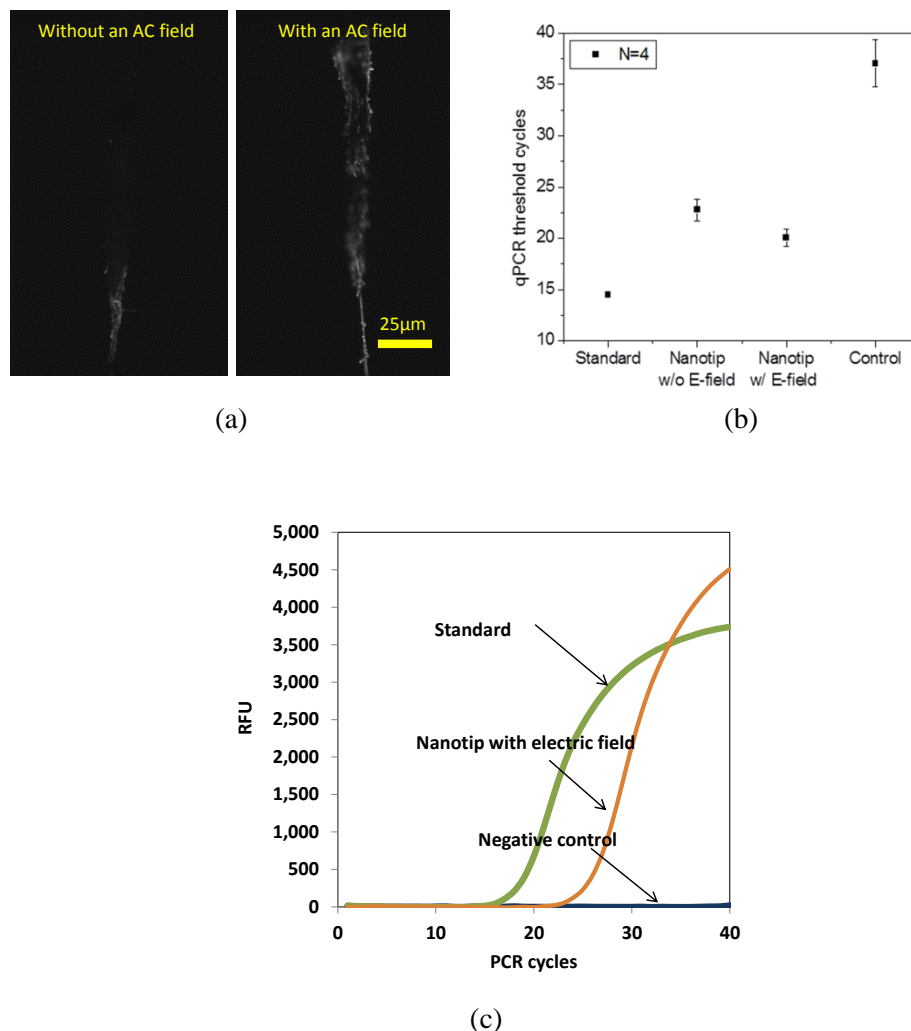 Without an AC field
With an AC field
25µm
(a)
40
35
30
25
20
15
10
qPCR threshold cycles
N=4
Standard
Nanotip
w/o E-field
Nanotip
w/ E-field
Control
(b)
5,000
4,500
4,000
3,500
3,000
2,500
2,000
1,500
1,000
500
0
RFU
Standard
Nanotip with electric field
Negative control
0
10
20
30
40
PCR cycles
(c)